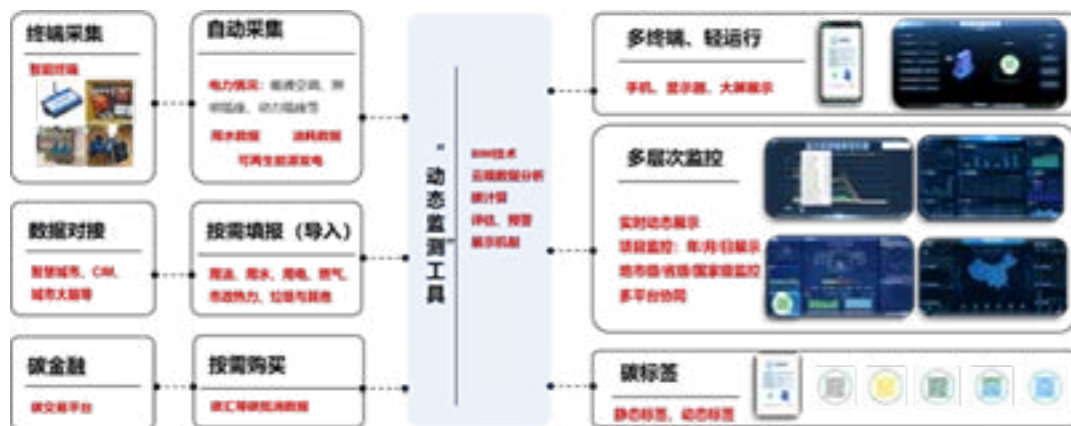 终端采集
智能终端
自动采集
电力情况：暖通空调、照
明插座、动力插座等
用水数据 油耗数据
可再生能源发电
数据对接
智慧城市、CIM、
城市大脑等
按需填报（导入）
用油、用水、用电、燃气、
市政热力、垃圾与其他
碳金融
碳交易平台
按需购买
碳汇等碳抵消数据
“动态监测”工具
BIM技术
云端数据分析
碳计算
评估、预警
展示机制
多终端、轻运行
手机、显示器、大屏展示
多层次监控
实时动态展示
项目监控：年/月/日展示
地市级/省级/国家级监控
多平台协同
碳标签
静态标签、动态标签